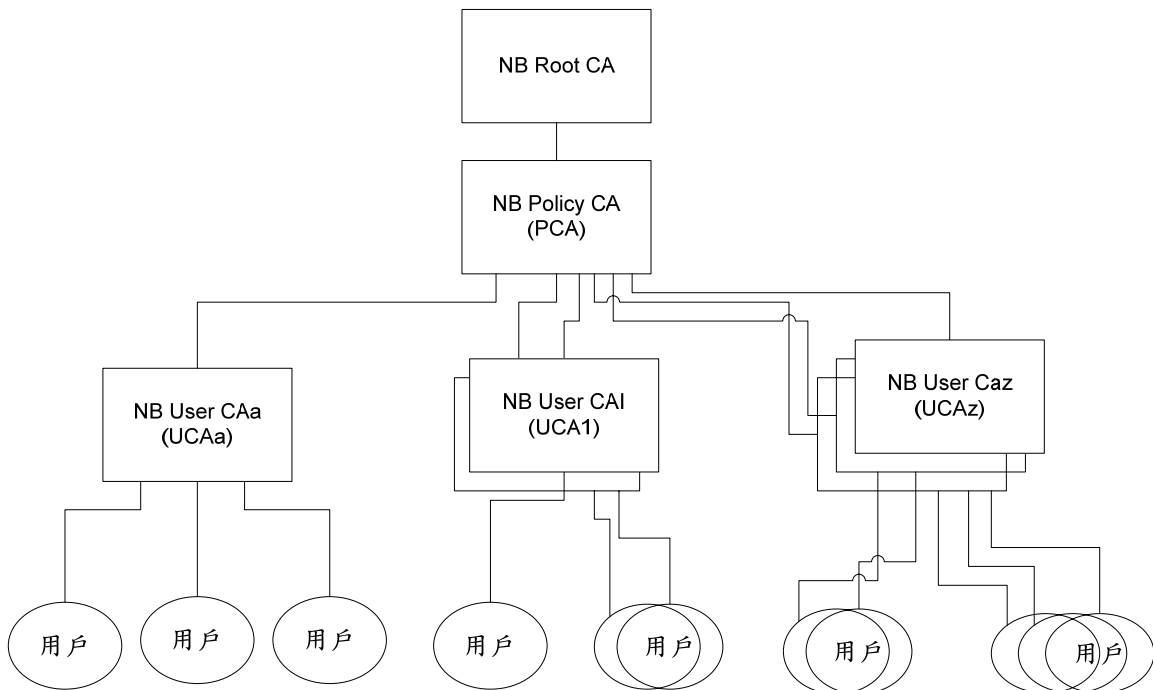 NB Root CA
NB Policy CA
(PCA)
NB User CAa
(UCAa)
NB User CAI
(UCA1)
NB User Caz
(UCAz)
用戶
用戶
用戶
用戶
用戶
用戶
用戶